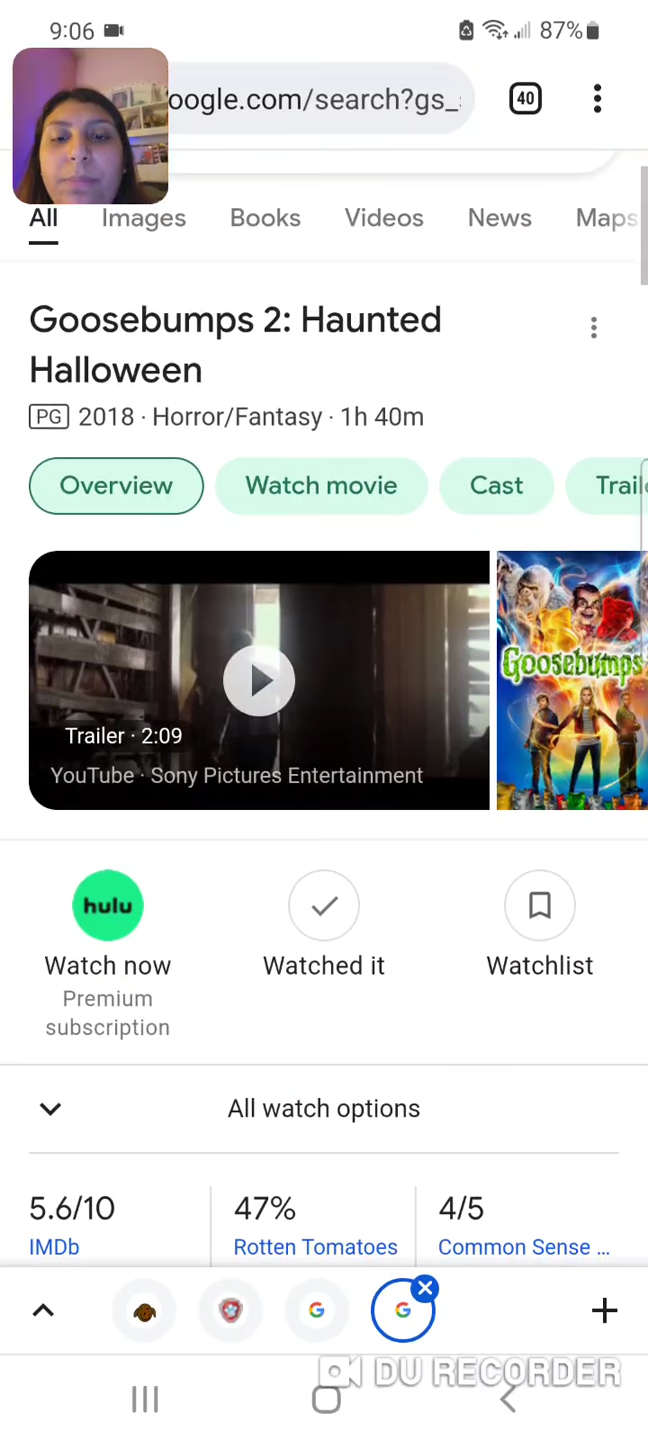 9:06
87%
oogle.com/search?gs_
40
All Images Books Videos News Maps
Goosebumps 2: Haunted
Halloween
PG 2018 · Horror/Fantasy · 1h 40m
Overview Watch movie Cast Trail
Goosebumps
Trailer · 2:09
YouTube · Sony Pictures Entertainment
hulu
Watch now Watched it Watchlist
Premium
subscription
All watch options
5.6/10 47% 4/5
IMDb Rotten Tomatoes Common Sense ...
G G
DU RECORDER